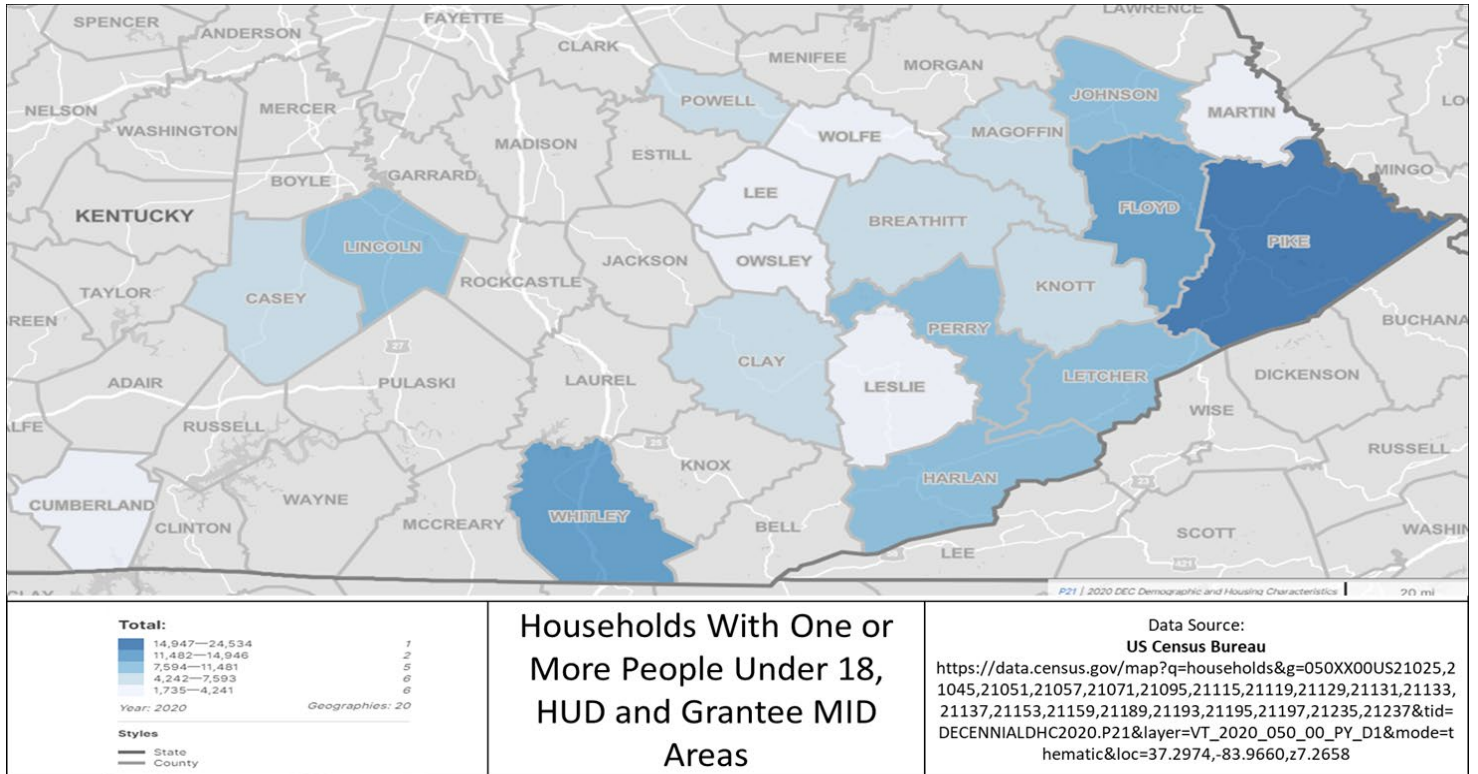 LAWRENCE
SPENCER
FAYETTE
ANDERSON
CLARK
MENIFEE
MORGAN
NELSON
MERCER
POWELL
JOHNSON
MARTIN
LO
WASHINGTON
MADISON
WOLFE
MAGOFFIN
ESTILL
MINGO
BOYLE
GARRARD
LEE
KENTUCKY
BREATHITT
FLOYD
PIKE
LINCOLN
OWSLEY
JACKSON
TAYLOR
CASEY
ROCKCASTLE
KNOTT
REEN
PERRY
BUCHANA
CLAY
27
ADAIR
PULASKI
LAUREL
LESLIE
LETCHER
DICKENSON
WISE
ALFE
RUSSELL
25
RUSSELL
KNOX
HARLAN
23
CUMBERLAND
WAYNE
WHITLEY
CLINTON
MCCREARY
BELL
SCOTT
WASHIN
LEE
421
CLAY
P21 | 2020 DEC Demographic and Housing Characteristics
20 mi
Total:
14,947—24,534 1
11,482—14,946 2
7,594—11,481 5
4,242—7,593 6
1,735—4,241 6
Year: 2020 Geographies: 20
Styles
State
County
Households With One or
More People Under 18,
HUD and Grantee MID
Areas
Data Source:
US Census Bureau
https://data.census.gov/map?q=households&g=050XX00US21025,2
1045,21051,21057,21071,21095,21115,21119,21129,21131,21133,
21137,21153,21159,21189,21193,21195,21197,21235,21237&tid=
DECENNIALDHC2020.P21&layer=VT_2020_050_00_PY_D1&mode=t
hematic&loc=37.2974,-83.9660,z7.2658